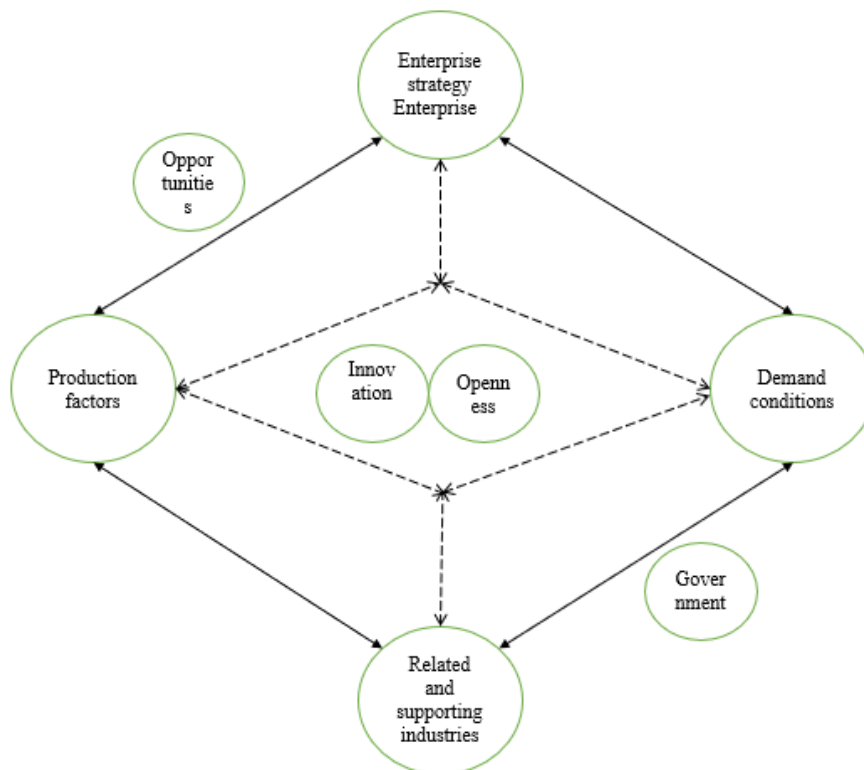 Enterprise
strategy
Enterprise
Oppor
tunitie
s
Production
factors
Innov
ation
Openn
ess
Demand
conditions
Gover
nment
Related
and
supporting
industries